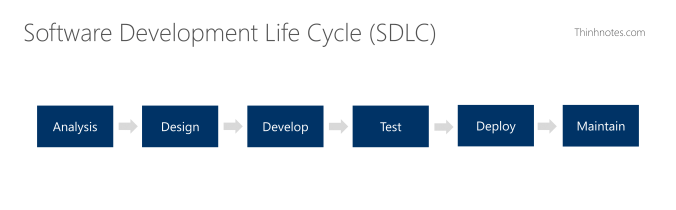 Software Development Life Cycle (SDLC)
Thinhnotes.com
Analysis
Design
Develop
Test
Deploy
Maintain